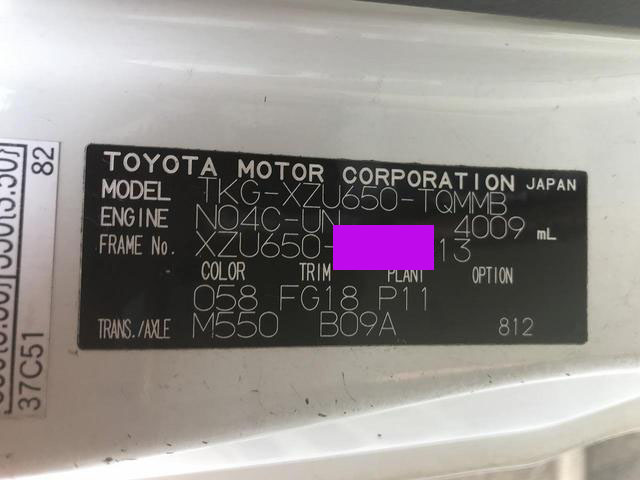 TOYOTA MOTOR CORPORATION JAPAN
MODEL TKG-XZU650-TQMMB
ENGINE N04C-UN 4009 mL
FRAME No. XZU650- 13
COLOR TRIM PLANT OPTION
058 FG18 P11
TRANS./AXLE M550 B09A 812
82
37C51